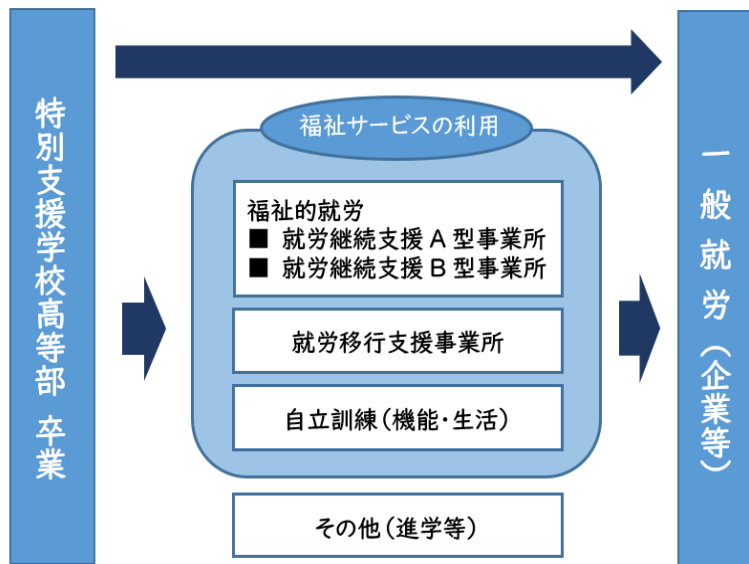 特別支援学校高等部 卒業
福祉サービスの利用
福祉的就労
■ 就労継続支援A型事業所
■ 就労継続支援B型事業所
就労移行支援事業所
自立訓練(機能・生活)
その他(進学等)
一般就労(企業等)